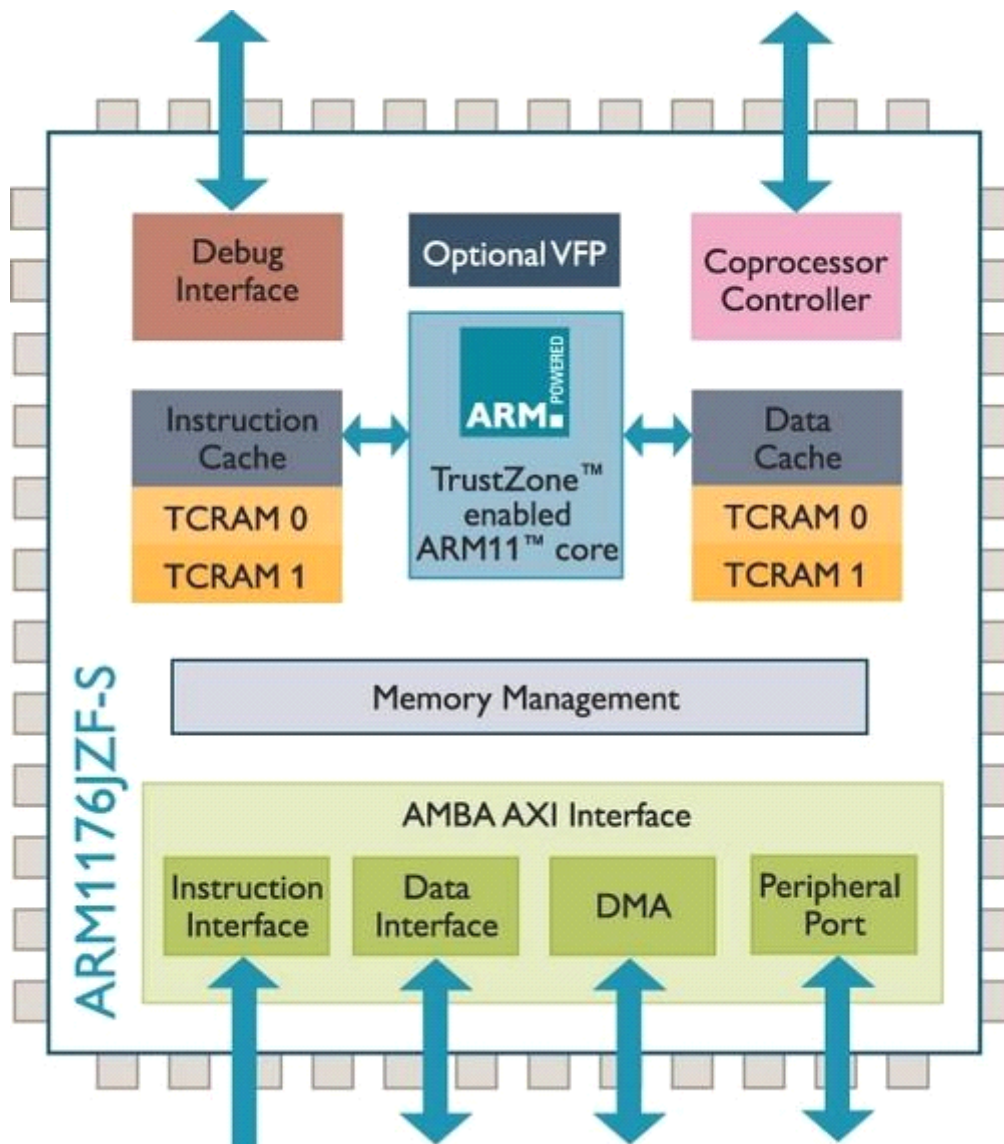 Debug
Interface
Optional VFP
Coprocessor
Controller
ARM POWERED
Instruction
Cache
TCRAM 0
TCRAM 1
TrustZone™
enabled
ARM11™ core
Data
Cache
TCRAM 0
TCRAM 1
Memory Management
ARM1176JZF-S
AMBA AXI Interface
Instruction
Interface
Data
Interface
DMA
Peripheral
Port